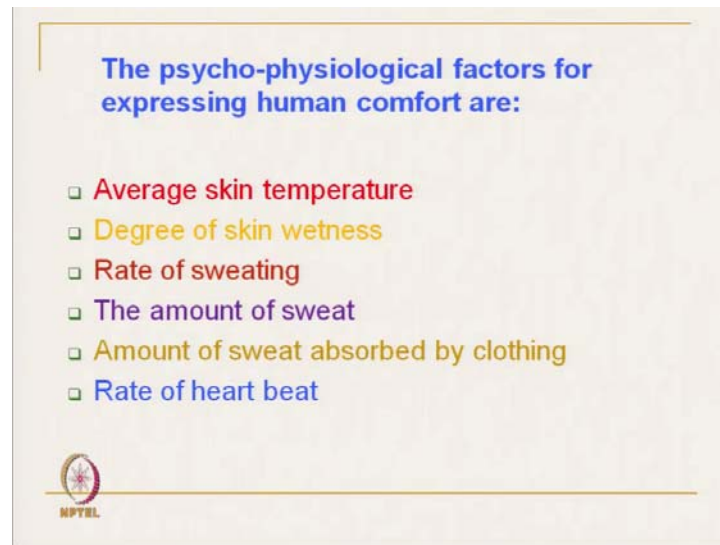 The psycho-physiological factors for
expressing human comfort are:
Average skin temperature
Degree of skin wetness
Rate of sweating
The amount of sweat
Amount of sweat absorbed by clothing
Rate of heart beat
NPTEL